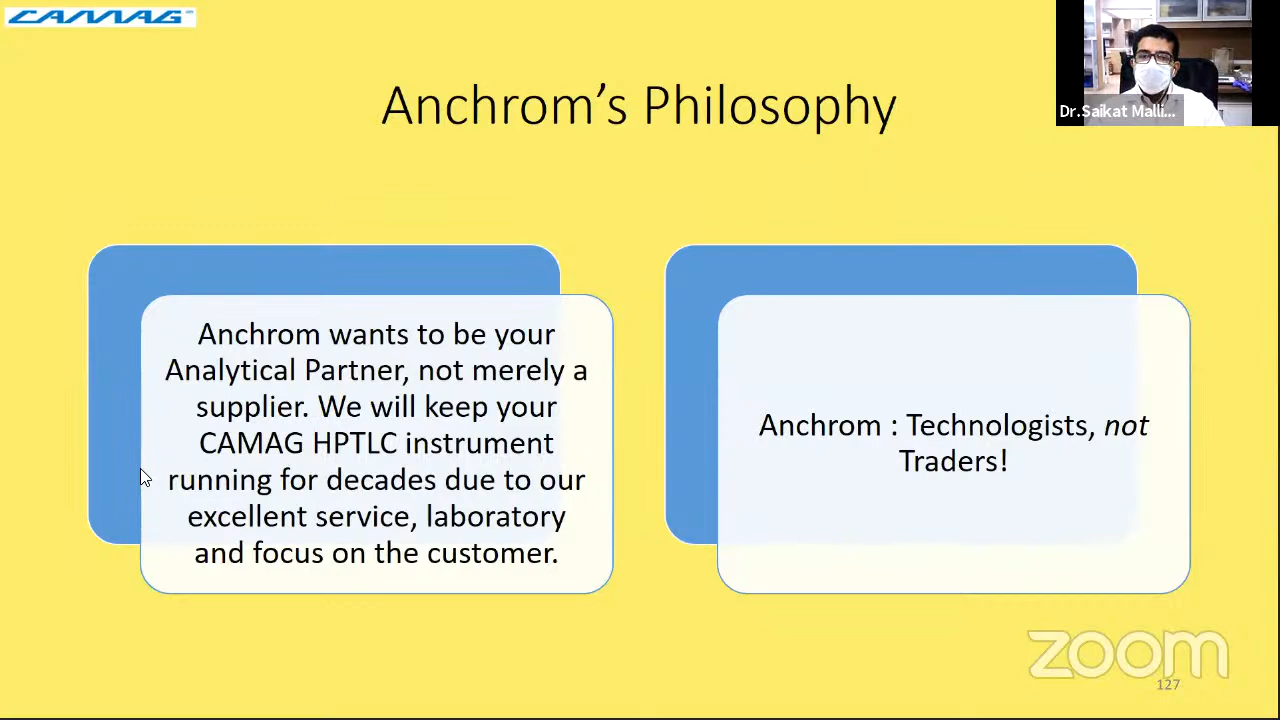 CAMAG
Dr.Saikat Malli...
Anchrom’s Philosophy
Anchrom wants to be your
Analytical Partner, not merely a
supplier. We will keep your
CAMAG HPTLC instrument
running for decades due to our
excellent service, laboratory
and focus on the customer.
Anchrom : Technologists, not
Traders!
zoom
127